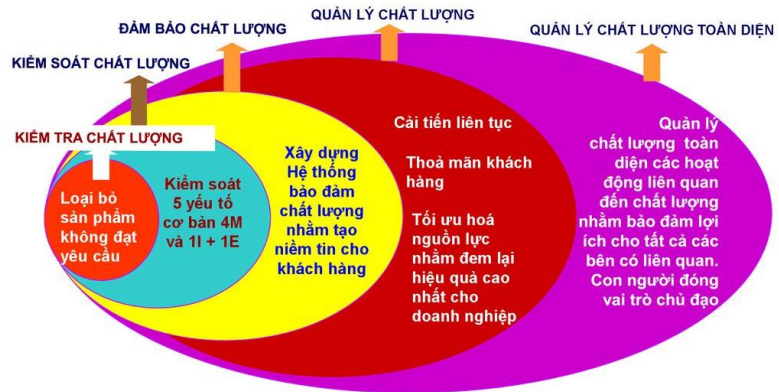 QUẢN LÝ CHẤT LƯỢNG
ĐẢM BẢO CHẤT LƯỢNG
QUẢN LÝ CHẤT LƯỢNG TOÀN DIỆN
KIỂM SOÁT CHẤT LƯỢNG
KIỂM TRA CHẤT LƯỢNG
Loại bỏ
sản phẩm
không đạt
yêu cầu
Kiểm soát
5 yếu tố
cơ bản 4M
và 1I + 1E
Xây dựng
Hệ thống
bảo đảm
chất lượng
nhằm tạo
niềm tin cho
khách hàng
Cải tiến liên tục
Thoả mãn khách
hàng
Tối ưu hoá
nguồn lực
nhằm đem lại
hiệu quả cao
nhất cho
doanh nghiệp
Quản lý
chất lượng toàn
diện các hoạt
động liên quan
đến chất lượng
nhằm bảo đảm lợi
ích cho tất cả các
bên có liên quan.
Con người đóng
vai trò chủ đạo